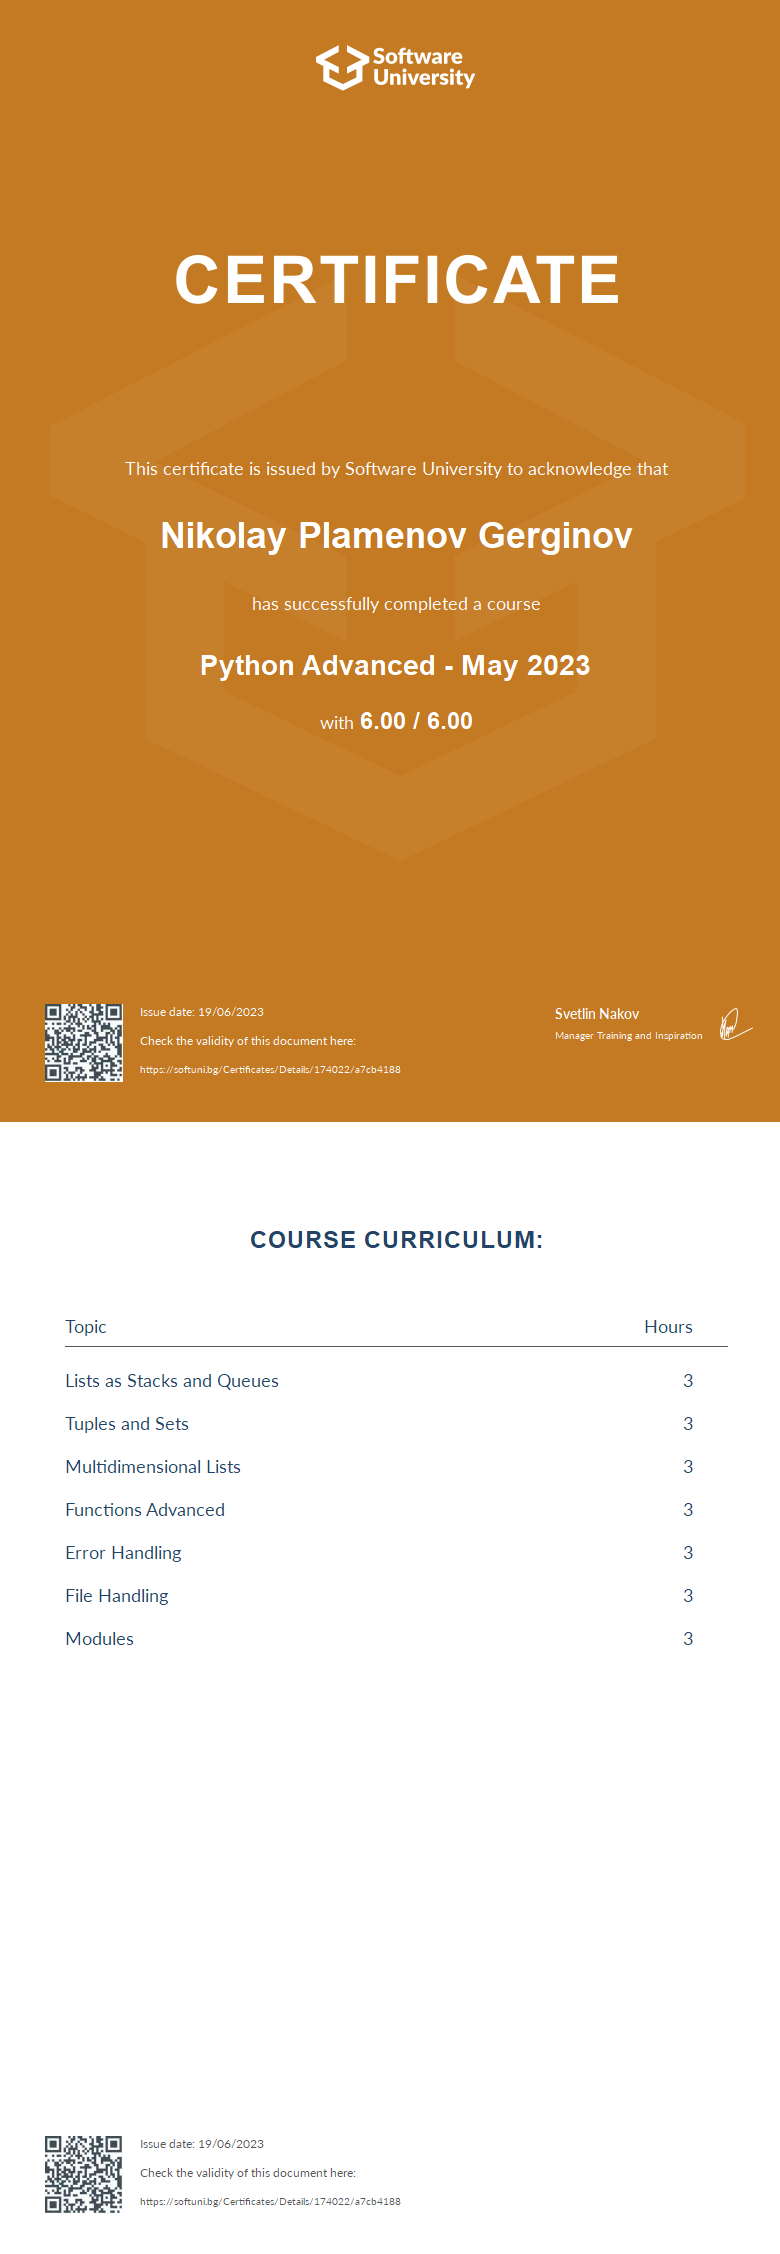 Software
University
CERTIFICATE
This certificate is issued by Software University to acknowledge that
Nikolay Plamenov Gerginov
has successfully completed a course
Python Advanced - May 2023
with 6.00 / 6.00
Issue date: 19/06/2023
Check the validity of this document here:
https://softuni.bg/Certificates/Details/174022/a7cb4188
Svetlin Nakov
Manager Training and Inspiration
COURSE CURRICULUM:
Topic Hours
Lists as Stacks and Queues 3
Tuples and Sets 3
Multidimensional Lists 3
Functions Advanced 3
Error Handling 3
File Handling 3
Modules 3
Issue date: 19/06/2023
Check the validity of this document here:
https://softuni.bg/Certificates/Details/174022/a7cb4188